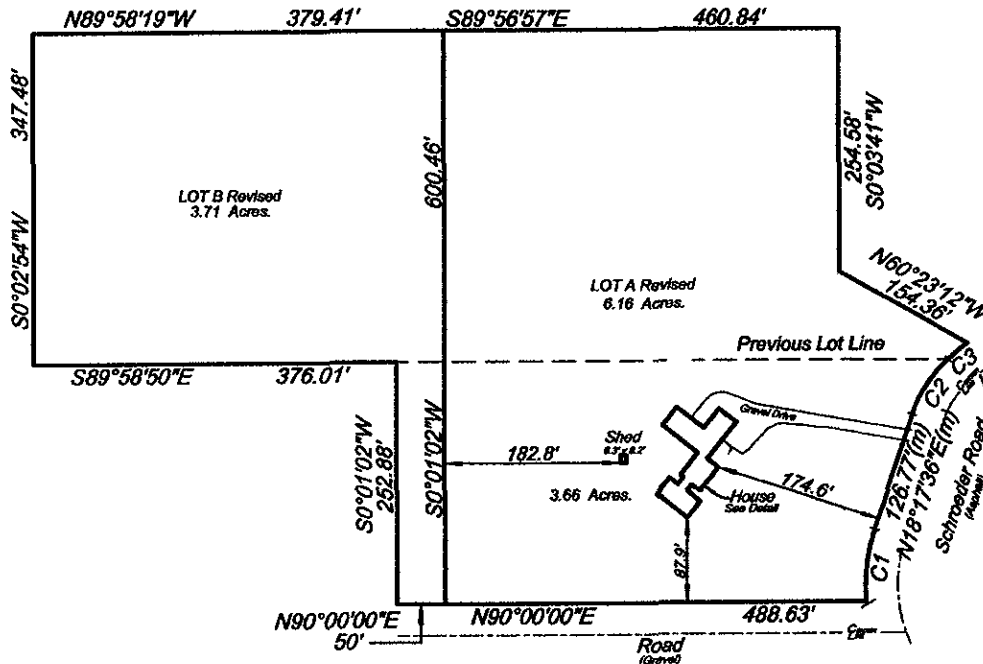 N89°58'19"W 379.41' S89°56'57"E 460.84'
347.48'
S0°02'54"W
LOT B Revised
3.71 Acres.
600.46'
S0°01'02"W
254.58'
S0°03'41"W
LOT A Revised
6.16 Acres.
N60°23'12"W
154.36'
Previous Lot Line
S89°58'50"E 376.01'
C3
C2
Gravel Drive
S0°01'02"W
252.88'
182.8'
Shed
3.66 Acres.
House
See Detail
174.6'
126.77'(m)
N18°17'36"E(m)
Schroeder Road
(Asphalt)
87.9'
C1
N90°00'00"E
50'
N90°00'00"E 488.63'
Road
(Gravel)